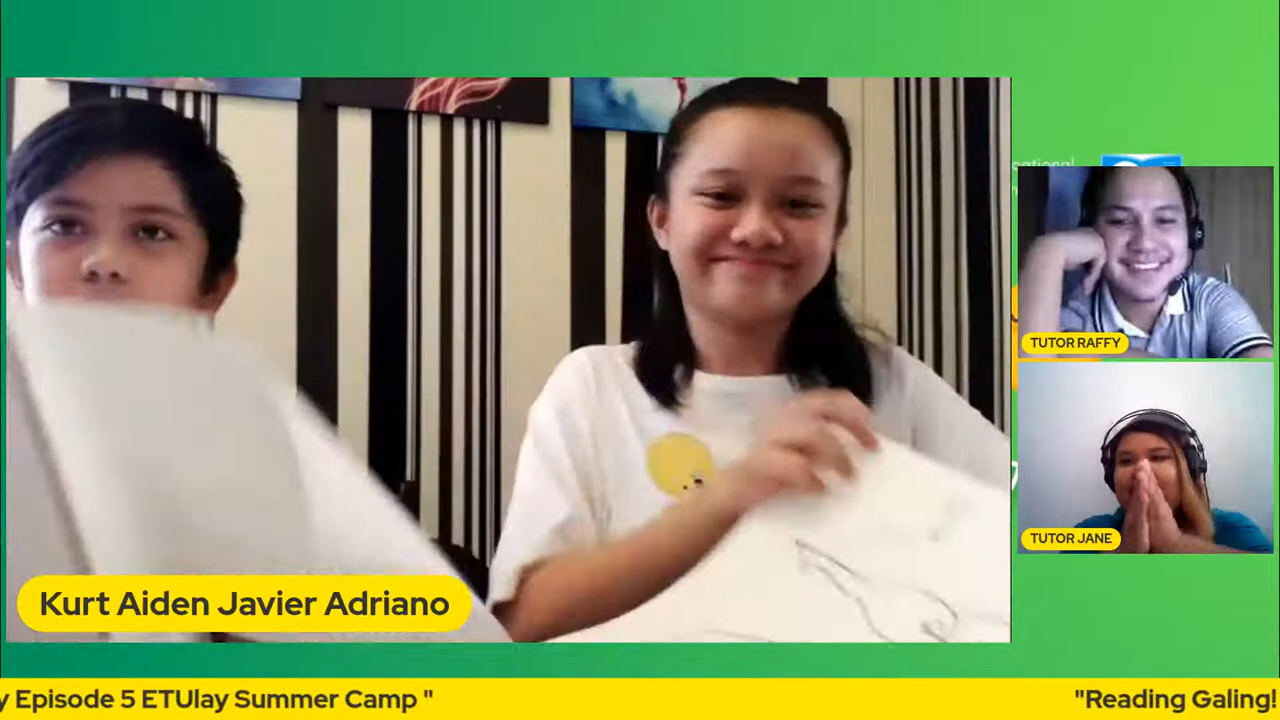 TUTOR RAFFY
TUTOR JANE
Kurt Aiden Javier Adriano
y Episode 5 ETUlay Summer Camp "
"Reading Galing!